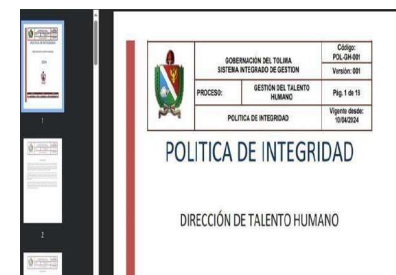 GOBERNACIÓN DEL TOLIMA
SISTEMA INTEGRADO DE GESTION
Código:
POL-GH-001
Versión: 001
PROCESO:
GESTIÓN DEL TALENTO
HUMANO
Pág. 1 de 15
POLITICA DE INTEGRIDAD
Vigente desde:
10/04/2024
POLITICA DE INTEGRIDAD
DIRECCIÓN DE TALENTO HUMANO
1
2